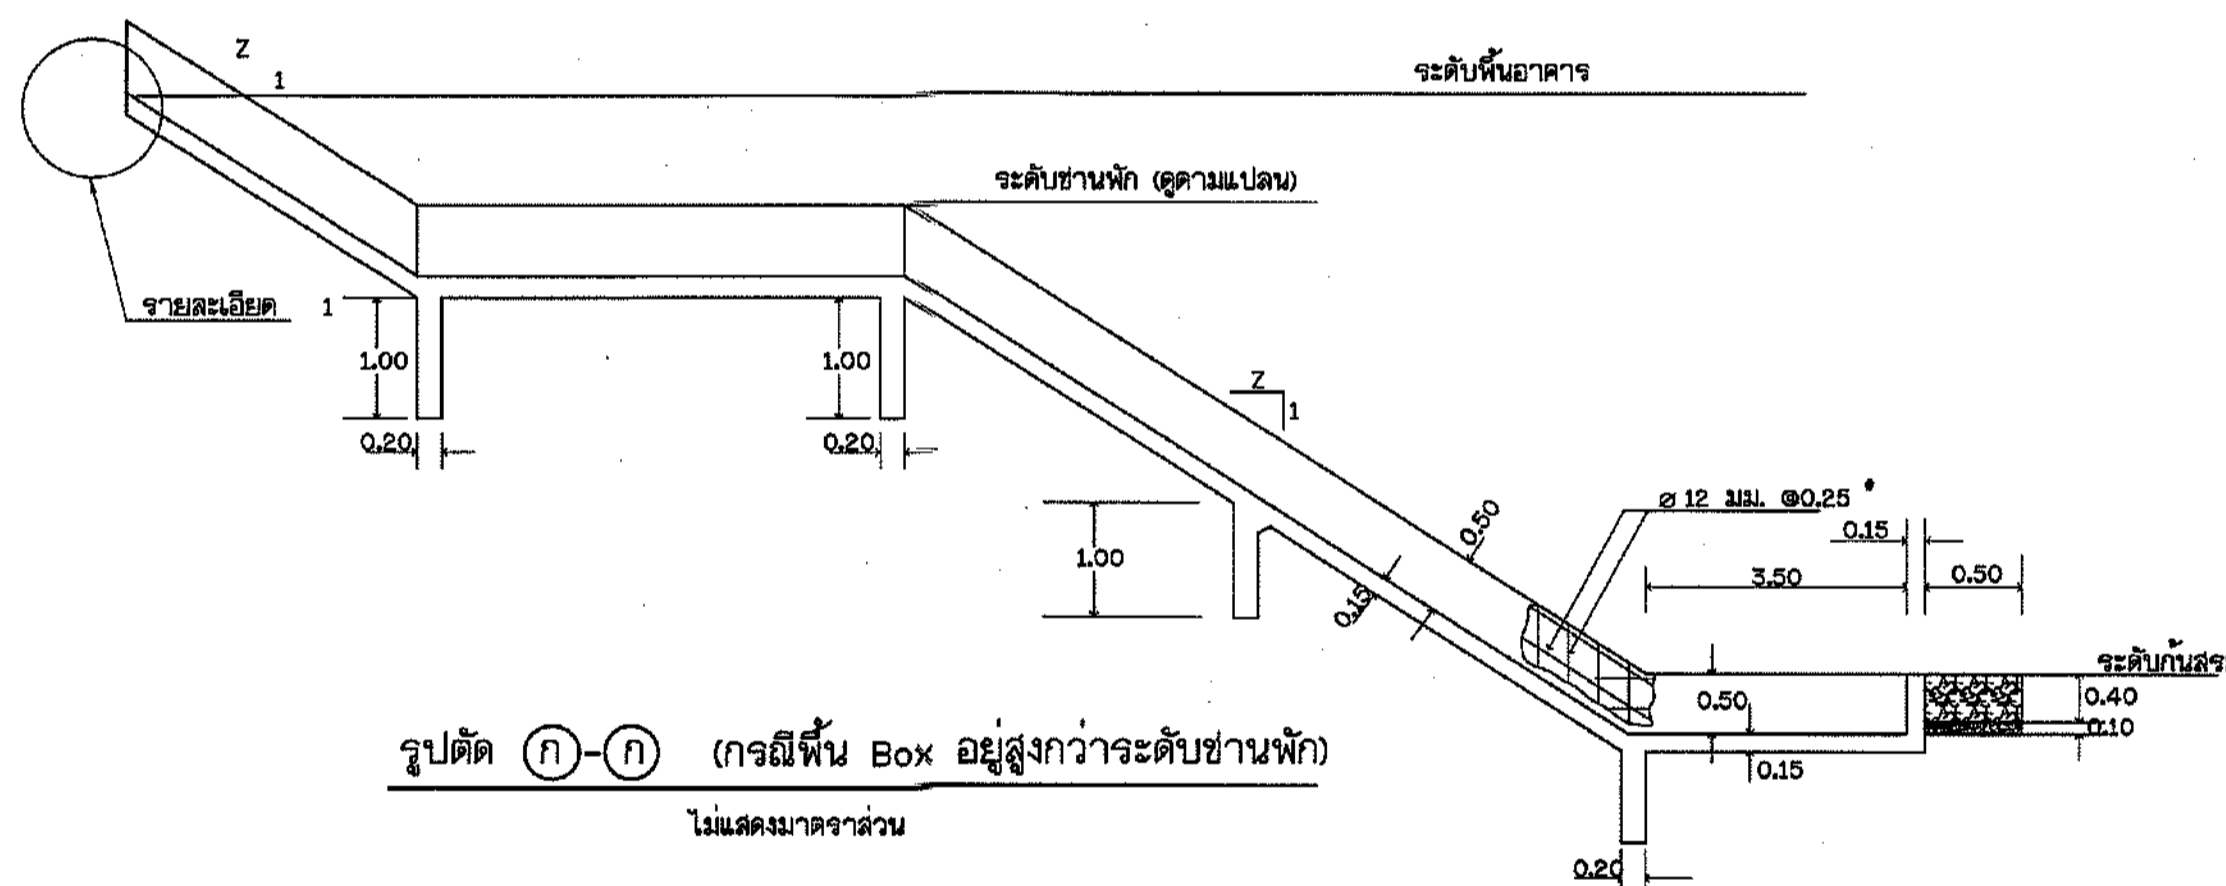 Z
1
ระดับพื้นอาคาร
ระดับชานพัก (ดูตามแปลน)
รายละเอียด
1
1.00
1.00
0.20
0.20
Z
1
1.00
0.50
ø 12 มม. @0.25
0.15
3.50
0.50
0.15
ระดับก้นสระ
0.50
0.40
0.10
0.15
0.20
รูปตัด ก-ก (กรณีพื้น Box อยู่สูงกว่าระดับชานพัก)
ไม่แสดงมาตราส่วน